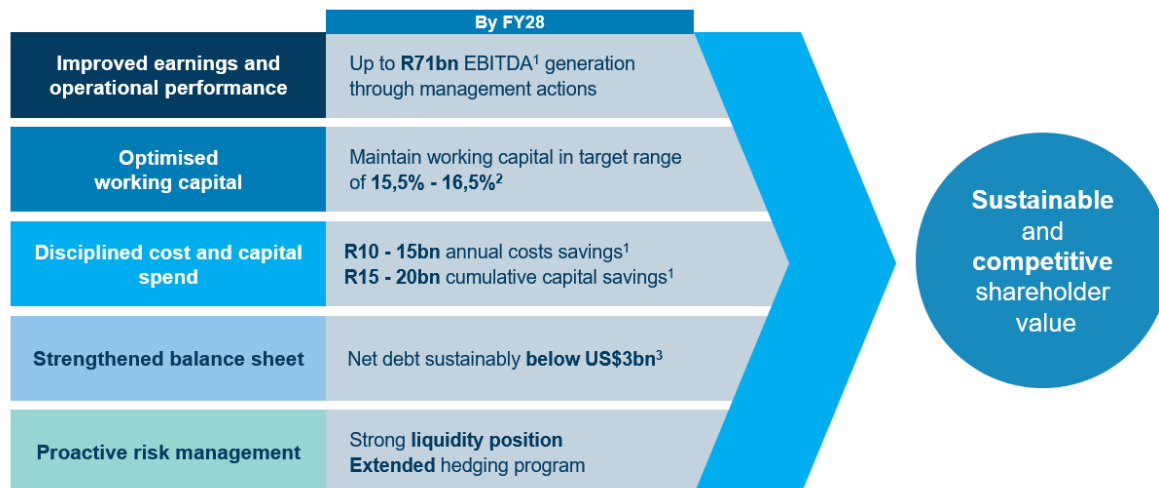 By FY28
Improved earnings and
operational performance
Up to R71bn EBITDA¹ generation
through management actions
Optimised
working capital
Maintain working capital in target range
of 15,5% - 16,5%²
Disciplined cost and capital
spend
R10 - 15bn annual costs savings¹
R15 - 20bn cumulative capital savings¹
Strengthened balance sheet
Net debt sustainably below US$3bn³
Proactive risk management
Strong liquidity position
Extended hedging program
Sustainable
and
competitive
shareholder
value